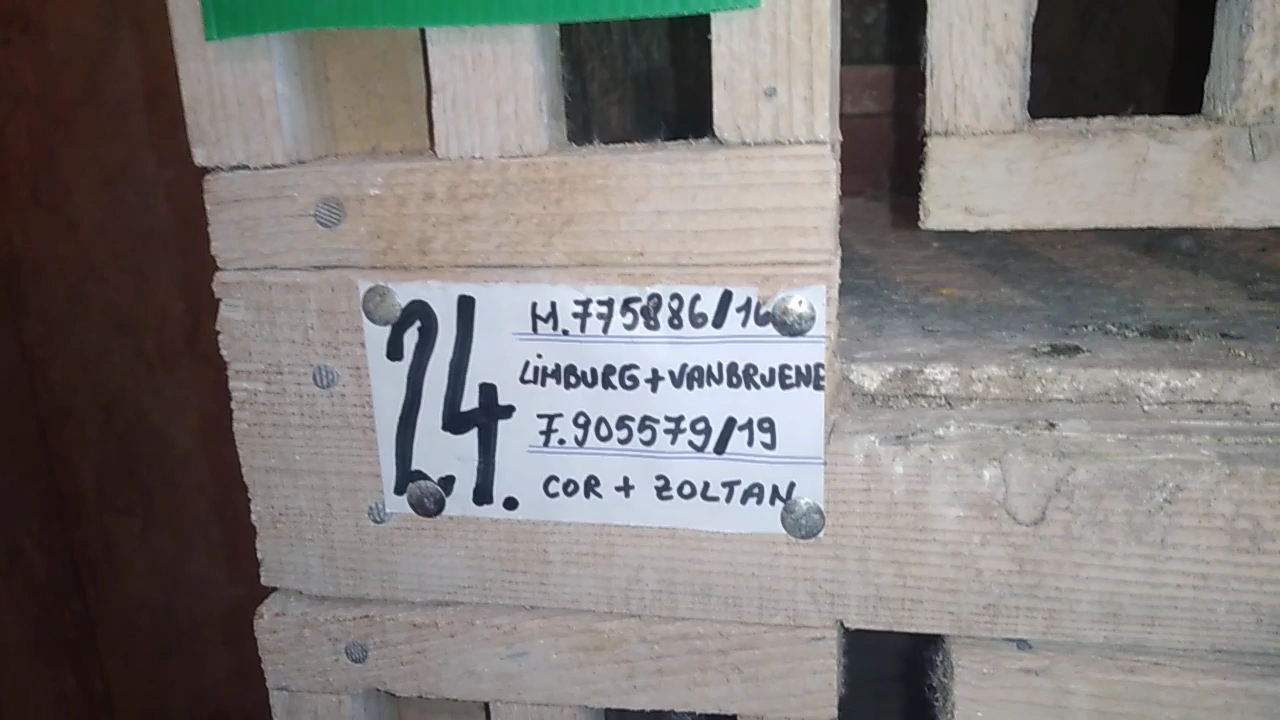 24.
M.775886/16
LIMBURG+VANBRUENE
F.905579/19
COR + ZOLTAN